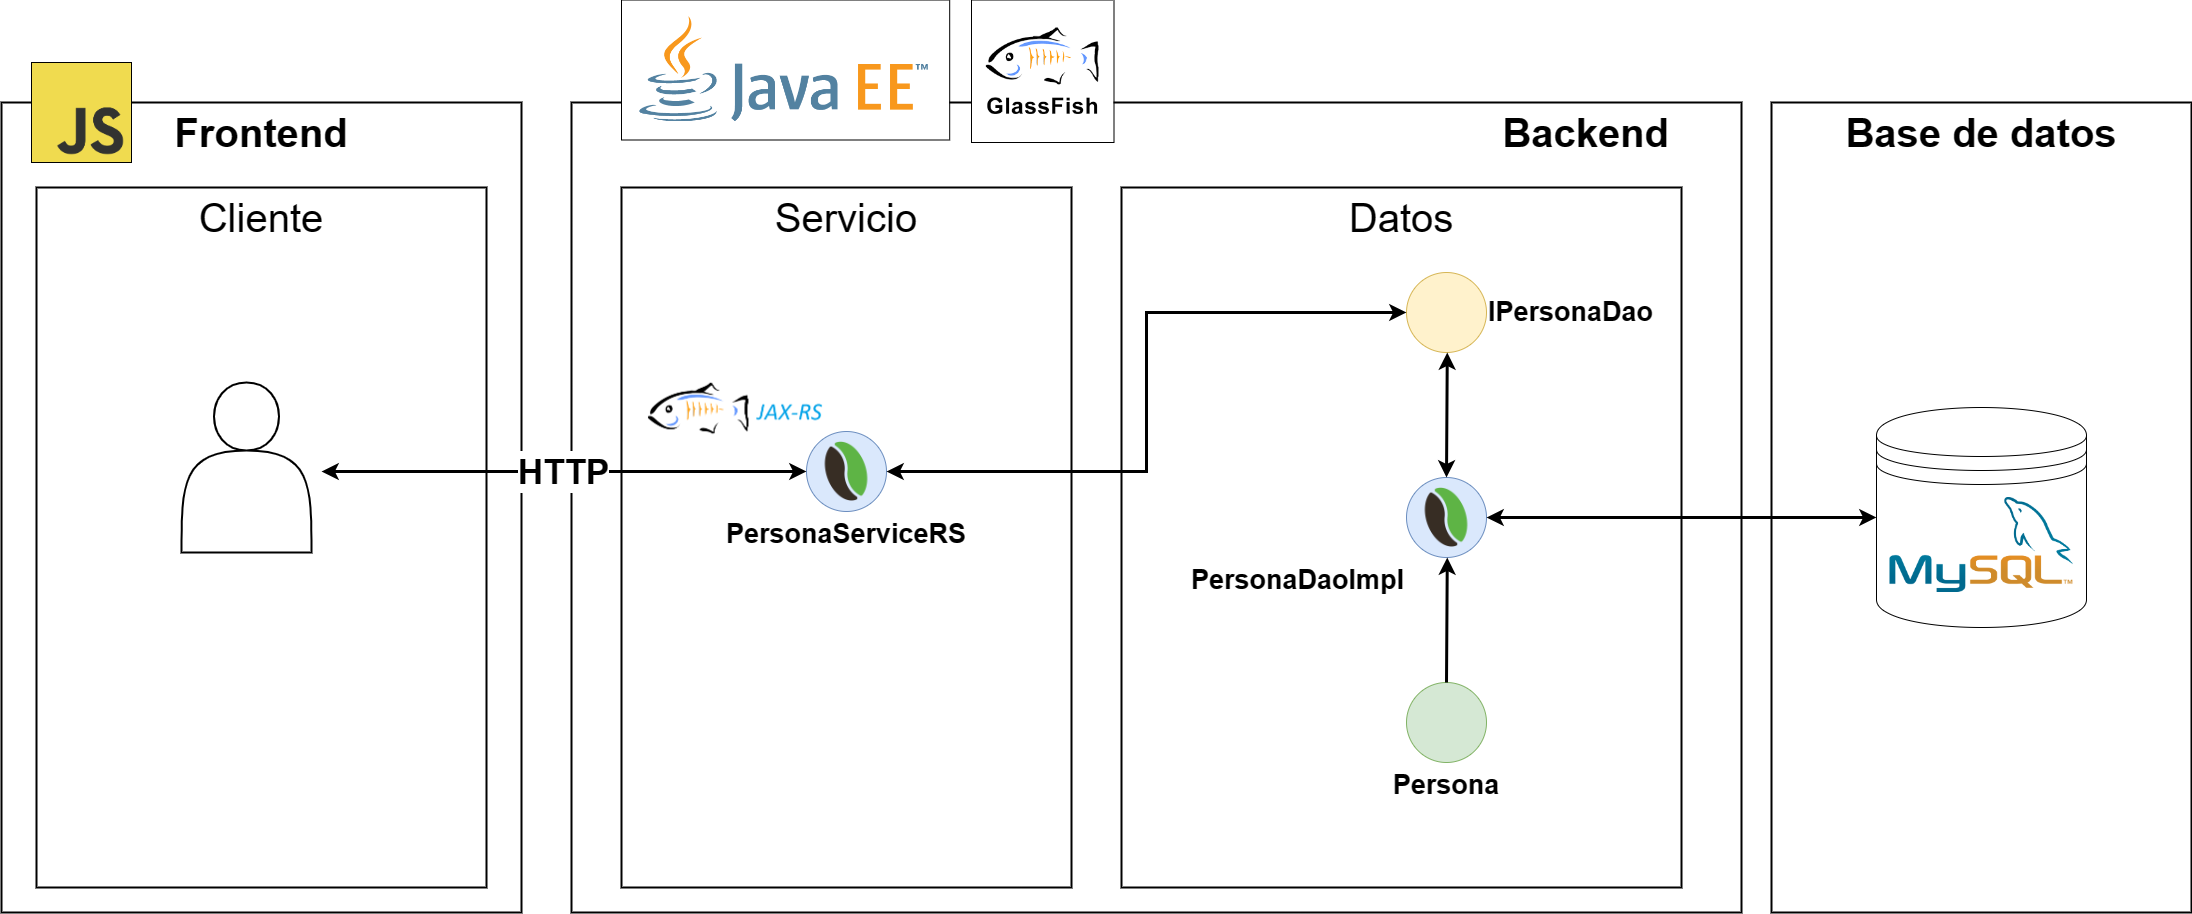 JS
Frontend
Cliente
HTTP
Java EE™
GlassFish
Backend
Servicio
JAX-RS
PersonaServiceRS
Datos
IPersonaDao
PersonaDaoImpl
Persona
Base de datos
MySQL™